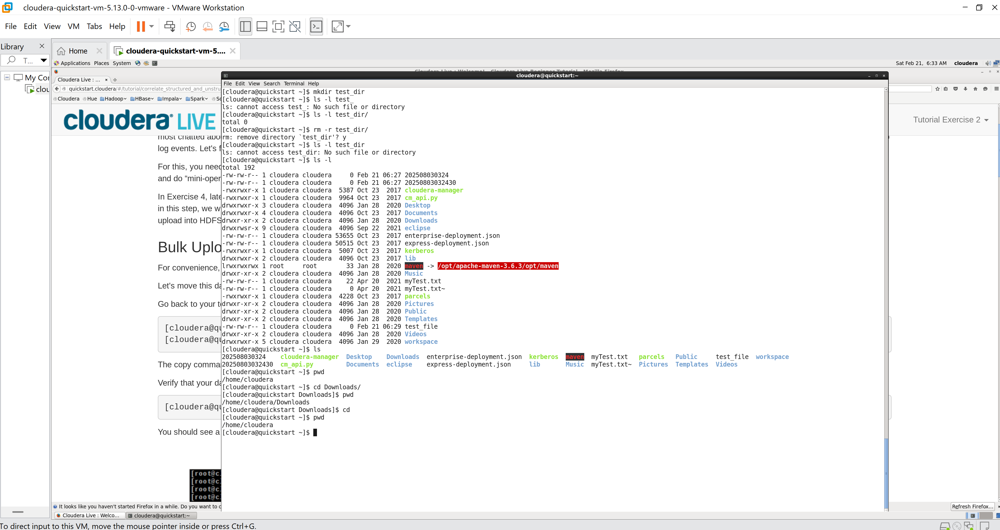 cloudera-quickstart-vm-5.13.0-0-vmware - VMware Workstation
File Edit View VM Tabs Help
Library
Home
cloudera-quickstart-vm-5....
T...
Applications Places System
Sat Feb 21, 6:33 AM cloudera
My Cor
clou
Cloudera Live : Welcome! - Cloudera Live Beginner Tutorial - Mozilla Firefox
Cloudera Live : ...
quickstart.cloudera/#/tutorial/correlate_structured_and_unstru
Cloudera Hue Hadoop HBase Impala Spark Sc
cloudera LIVE
Tutorial Exercise 2
most chatted abo
log events. Let's f
For this, you need
and do “mini-oper
In Exercise 4, late
in this step, we w
upload into HDFS
Bulk Uplo
For convenience,
Let's move this da
Go back to your te
[cloudera@qu
[cloudera@qu
The copy comma
Verify that your da
[cloudera@qu
You should see a
[root@c
[root@c
[root@c
[root@c
cloudera@quickstart:~
File Edit View Search Terminal Help
[cloudera@quickstart ~]$ mkdir test_dir
[cloudera@quickstart ~]$ ls -l test_
ls: cannot access test_: No such file or directory
[cloudera@quickstart ~]$ ls -l test_dir/
total 0
[cloudera@quickstart ~]$ rm -r test_dir/
rm: remove directory `test_dir'? y
[cloudera@quickstart ~]$ ls -l test_dir
ls: cannot access test_dir: No such file or directory
[cloudera@quickstart ~]$ ls -l
total 192
-rw-rw-r-- 1 cloudera cloudera 0 Feb 21 06:27 202508030324
-rw-rw-r-- 1 cloudera cloudera 0 Feb 21 06:27 20250803032430
-rwxrwxr-x 1 cloudera cloudera 5387 Oct 23 2017 cloudera-manager
-rwxrwxr-x 1 cloudera cloudera 9964 Oct 23 2017 cm_api.py
drwxrwxr-x 3 cloudera cloudera 4096 Jan 28 2020 Desktop
drwxrwxr-x 4 cloudera cloudera 4096 Oct 23 2017 Documents
drwxr-xr-x 2 cloudera cloudera 4096 Jan 28 2020 Downloads
drwxrwsr-x 9 cloudera cloudera 4096 Sep 22 2021 eclipse
-rw-rw-r-- 1 cloudera cloudera 53655 Oct 23 2017 enterprise-deployment.json
-rw-rw-r-- 1 cloudera cloudera 50515 Oct 23 2017 express-deployment.json
-rwxrwxr-x 1 cloudera cloudera 5007 Oct 23 2017 kerberos
drwxrwxr-x 2 cloudera cloudera 4096 Oct 23 2017 lib
lrwxrwxrwx 1 root root 33 Jan 28 2020 maven -> /opt/apache-maven-3.6.3/opt/maven
drwxr-xr-x 2 cloudera cloudera 4096 Jan 28 2020 Music
-rw-rw-r-- 1 cloudera cloudera 22 Apr 20 2021 myTest.txt
-rw-rw-r-- 1 cloudera cloudera 0 Apr 20 2021 myTest.txt~
-rwxrwxr-x 1 cloudera cloudera 4228 Oct 23 2017 parcels
drwxr-xr-x 2 cloudera cloudera 4096 Jan 28 2020 Pictures
drwxr-xr-x 2 cloudera cloudera 4096 Jan 28 2020 Public
drwxr-xr-x 2 cloudera cloudera 4096 Jan 28 2020 Templates
-rw-rw-r-- 1 cloudera cloudera 0 Feb 21 06:29 test_file
drwxr-xr-x 2 cloudera cloudera 4096 Jan 28 2020 Videos
drwxrwxr-x 5 cloudera cloudera 4096 Jan 29 2020 workspace
[cloudera@quickstart ~]$ ls
202508030324 cloudera-manager Desktop Downloads enterprise-deployment.json kerberos maven myTest.txt parcels Public test_file workspace
20250803032430 cm_api.py Documents eclipse express-deployment.json lib Music myTest.txt~ Pictures Templates Videos
[cloudera@quickstart ~]$ pwd
/home/cloudera
[cloudera@quickstart ~]$ cd Downloads/
[cloudera@quickstart Downloads]$ pwd
/home/cloudera/Downloads
[cloudera@quickstart Downloads]$ cd
[cloudera@quickstart ~]$ pwd
/home/cloudera
[cloudera@quickstart ~]$
It looks like you haven't started Firefox in a while. Do you want to c
Refresh Firefox...
Cloudera Live : Welco...
cloudera@quickstart:~
To direct input to this VM, move the mouse pointer inside or press Ctrl+G.